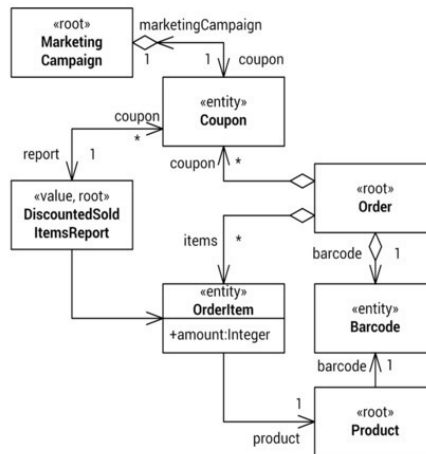 marketingCampaign
«root»
Marketing
Campaign
1
1
coupon
«entity»
Coupon
coupon
*
report
1
coupon
*
«value, root»
DiscountedSold
ItemsReport
«root»
Order
items
*
barcode
1
«entity»
OrderItem
+amount:Integer
«entity»
Barcode
barcode
1
1
product
«root»
Product